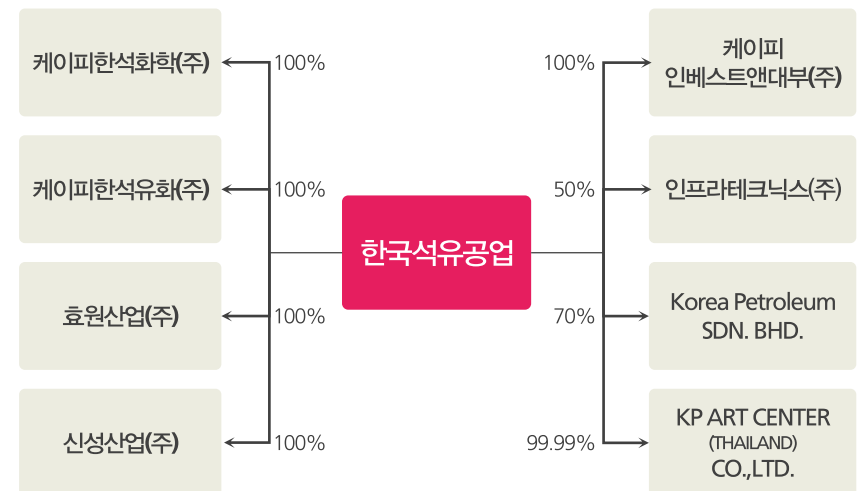 케이피한석화학(주)
100%
100%
케이피
인베스트앤대부(주)
케이피한석유화(주)
100%
50%
인프라테크닉스(주)
한국석유공업
효원산업(주)
100%
70%
Korea Petroleum
SDN. BHD.
신성산업(주)
100%
99.99%
KP ART CENTER
(THAILAND)
CO.,LTD.